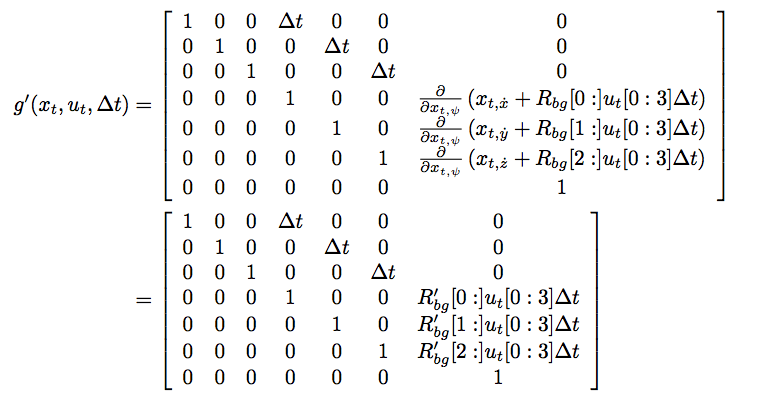 1 0 0 Δt 0 0 0
0 1 0 0 Δt 0 0
0 0 1 0 0 Δt 0
g′(x_t, u_t, Δt) = 0 0 0 1 0 0 ∂/∂x_{t,ψ} (x_{t,ẋ} + R_{bg}[0 :]u_t[0 : 3]Δt)
0 0 0 0 1 0 ∂/∂x_{t,ψ} (x_{t,ẏ} + R_{bg}[1 :]u_t[0 : 3]Δt)
0 0 0 0 0 1 ∂/∂x_{t,ψ} (x_{t,ż} + R_{bg}[2 :]u_t[0 : 3]Δt)
0 0 0 0 0 0 1
1 0 0 Δt 0 0 0
0 1 0 0 Δt 0 0
0 0 1 0 0 Δt 0
= 0 0 0 1 0 0 R′_{bg}[0 :]u_t[0 : 3]Δt
0 0 0 0 1 0 R′_{bg}[1 :]u_t[0 : 3]Δt
0 0 0 0 0 1 R′_{bg}[2 :]u_t[0 : 3]Δt
0 0 0 0 0 0 1